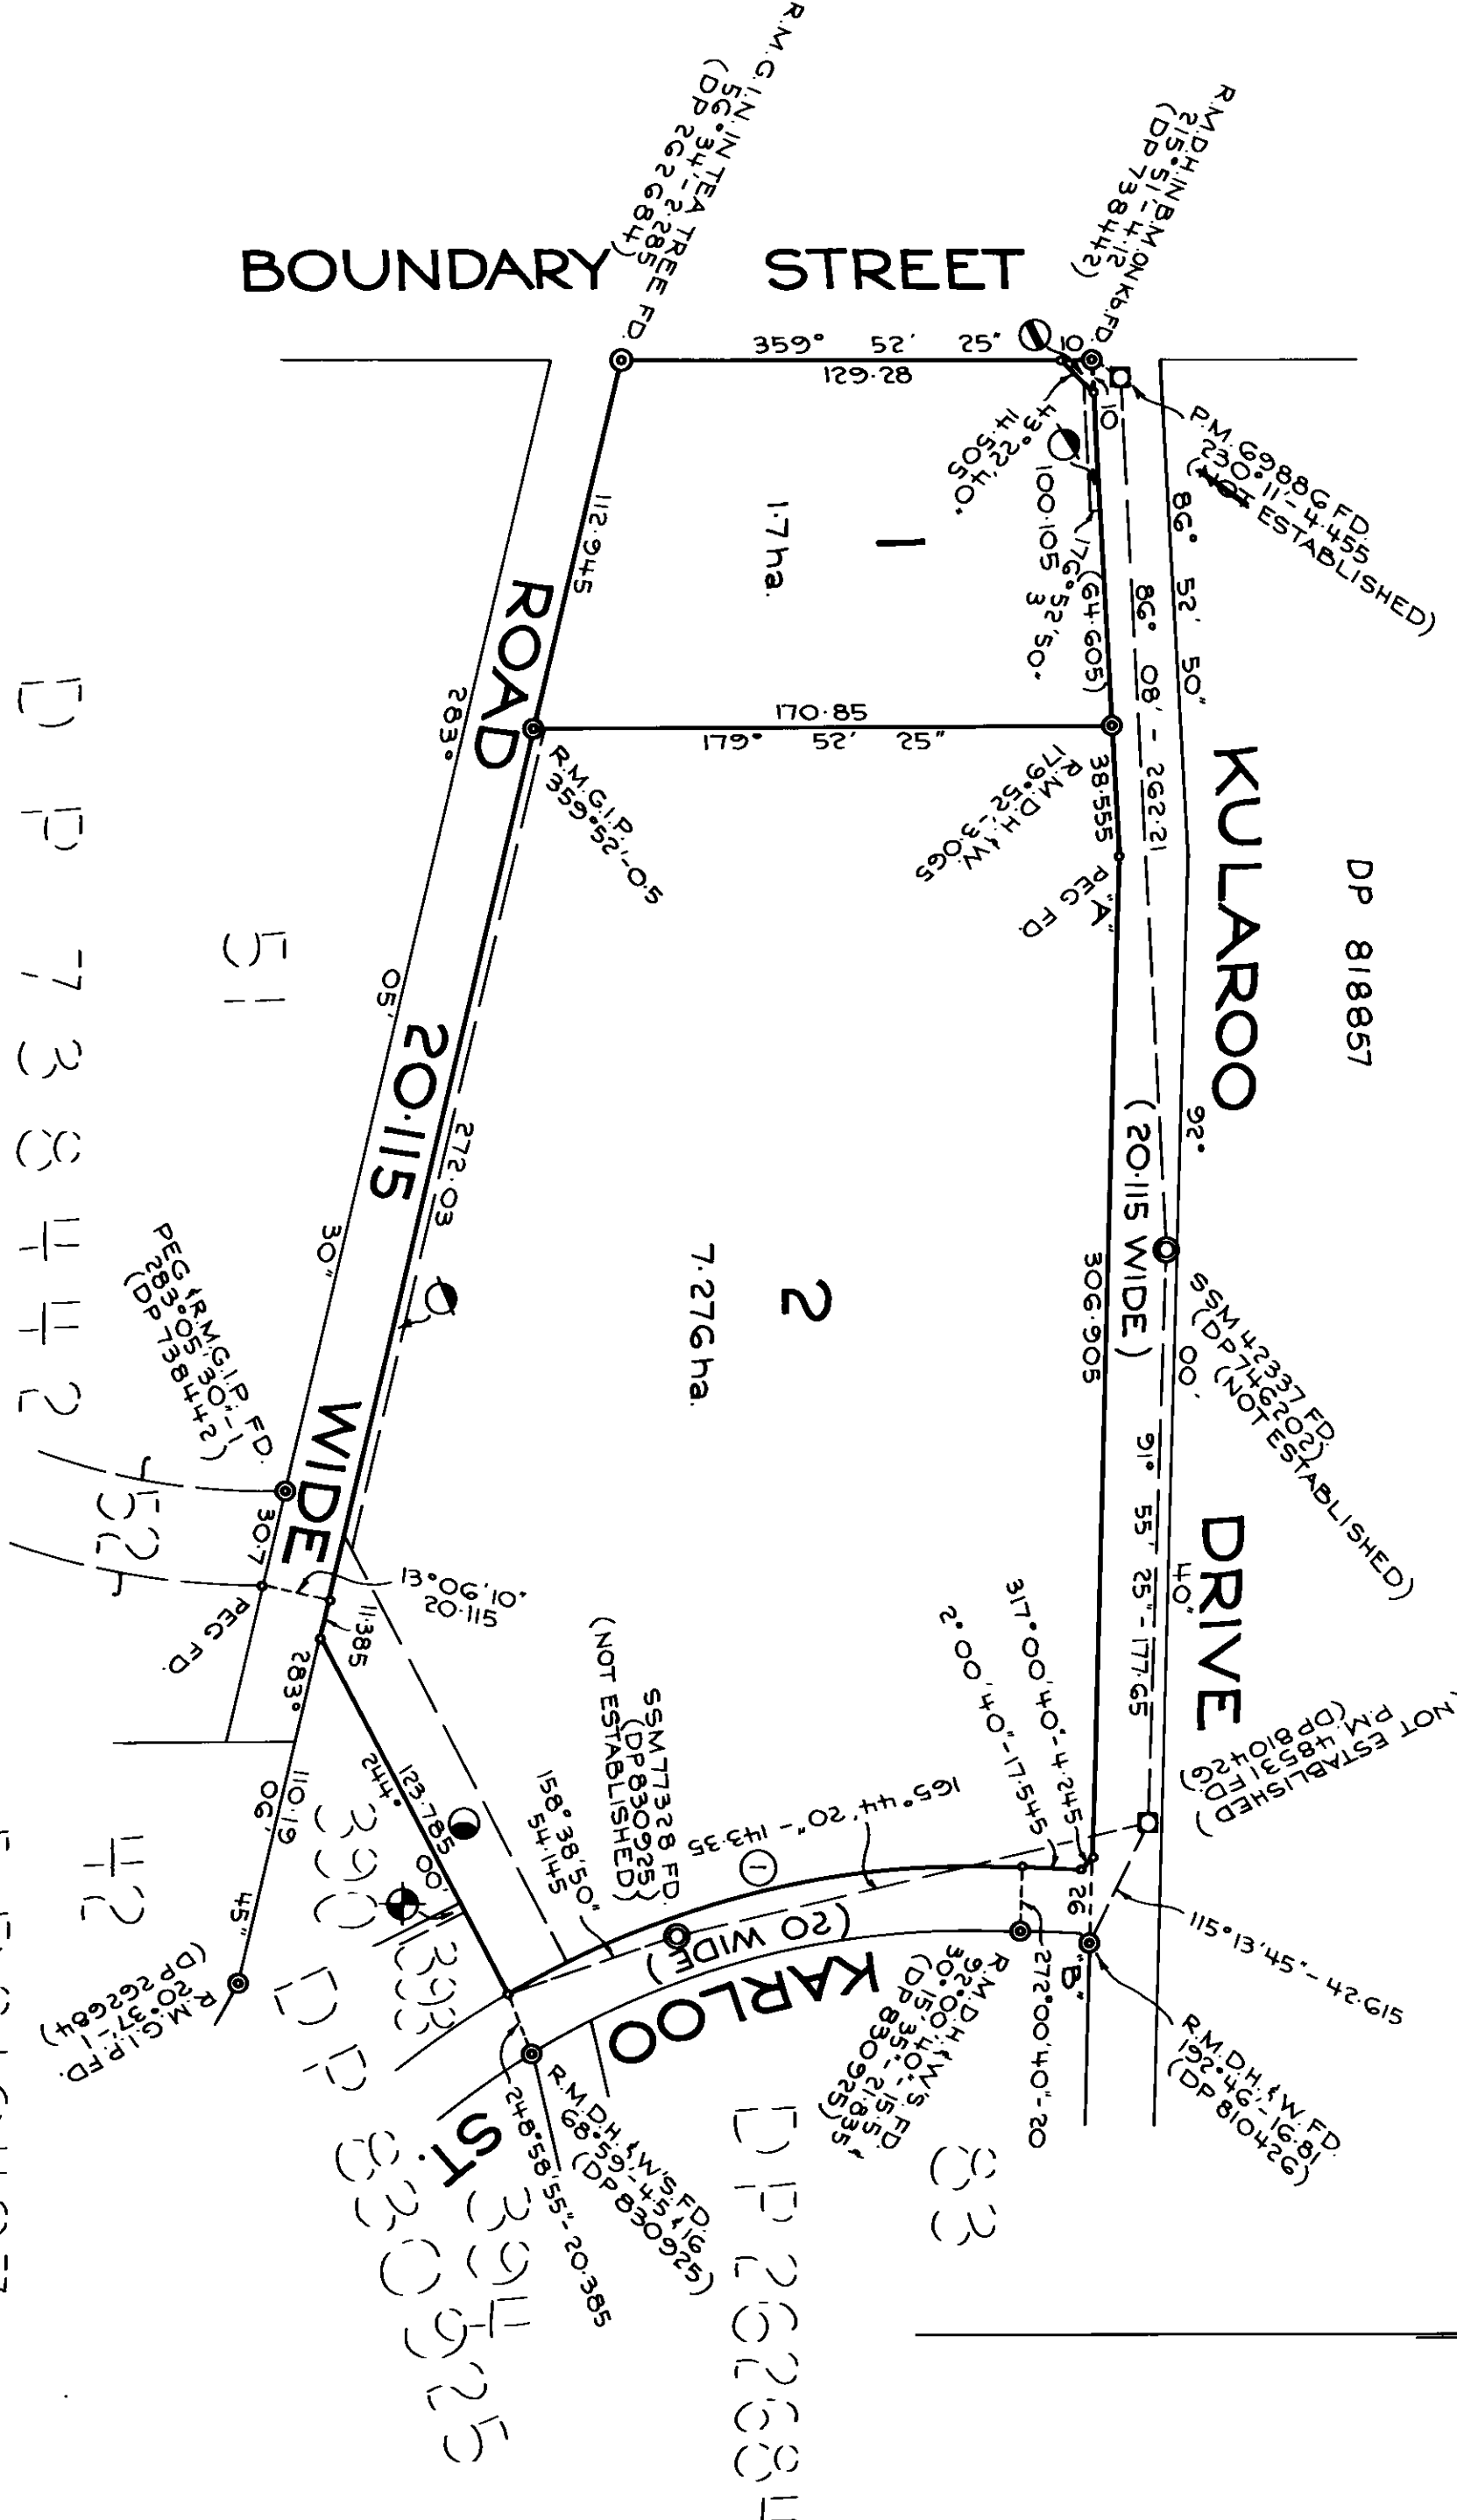 BOUNDARY STREET
R.M.G.I.N. IN TEA TREE FD.
56°34'-2.285
(DP 262684)
R.M.D.H. IN B.M. ON Kb. FD.
215°51'-4.12
(DP 738442)
P.M. 69886 FD.
230°11'-4.455
(NOT ESTABLISHED)
359° 52' 25"
129.28
10
10
43°22'40"
14.505
100.105
3
176°52'50"
(64.605)
86° 52' 50"
86° 08' - 262.21
1
1.7ha.
112.945
170.85
179° 52' 25"
R.M.G.I.P.
359°52'-0.5
R.M.D.H.&W.
179°52'-3.065
38.555
"A"
PEG FD.
KULAROO DRIVE
(20.115 WIDE)
DP 818857
92° 00' 40"
SSM 42337 FD.
(DP 746202)
(NOT ESTABLISHED)
306.905
91° 55' 25"-177.65
2
7.276ha.
ROAD 20.115 WIDE
283° 05' 30"
272.03
51
DP 738442
PEG & R.M.G.I.P. FD.
283°05'30"-1
(DP 738442)
52
30.7
PEG FD.
13°06'10"
20.115
11.385
283° 06' 45"
110.19
42
R.M.G.I.P. FD.
20°37'-1
(DP 262684)
123.785
244° 00'
390
393
DP 830925
158°38'50"
54.145
SSM 77328 FD.
(DP 830925)
(NOT ESTABLISHED)
165°44'20"-143.35
1
2°00'40"-17.545
317°00'40"-4.245
P.M. 48531 FD.
(DP 810426)
NOT ESTABLISHED)
26
"B"
115°13'45"-42.615
R.M.D.H.&W. FD.
192°46'-16.81
(DP 810426)
272°00'40"-20
R.M.D.H.&W'S. FD.
92°00'40"-15.5 &
30°15'35"-21.835
(DP 830925)
KARLOO ST.
(20 WIDE)
R.M.D.H.&W'S FD.
68°59'-4.5&16
(DP 830925)
248°58'55"-20.385
394
83